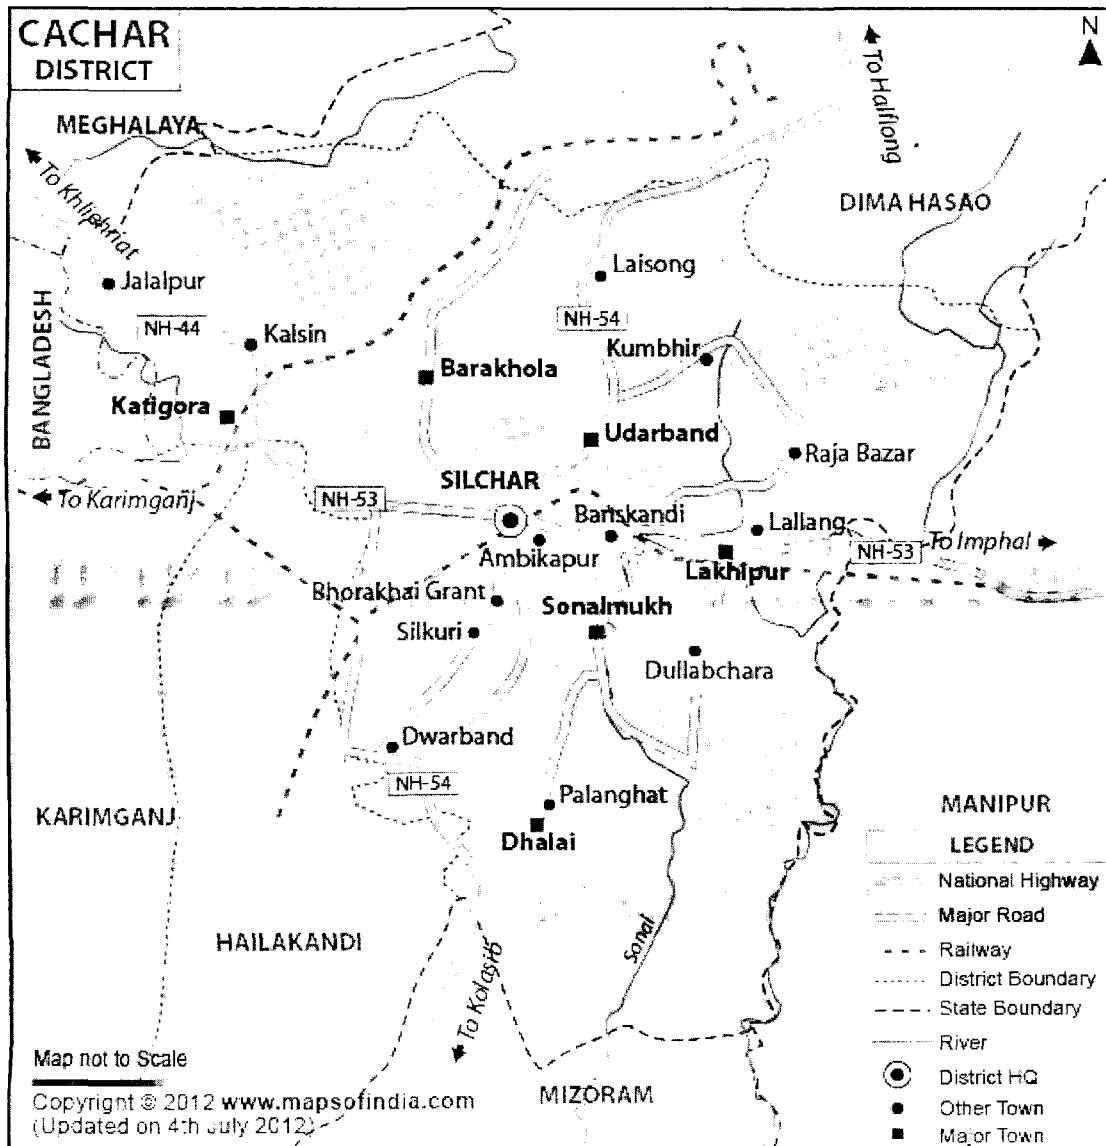 CACHAR
DISTRICT
N
MEGHALAYA
To Halflong
To Khliehriat
DIMA HASAO
Jalalpur
Laisong
BANGLADESH
NH-44
Kalsin
NH-54
Kumbhir
Barakhola
Katigora
Udarband
Raja Bazar
SILCHAR
To Karimganj
NH-53
Banskandi
Lallang
Ambikapur
NH-53
To Imphal
Lakhipur
Bhorakhai Grant
Sonalmukh
Silkuri
Dullabchara
Dwarband
NH-54
Palanghat
KARIMGANJ
MANIPUR
Dhalai
LEGEND
National Highway
Major Road
HAILAKANDI
Sonal
Railway
District Boundary
To Kolasib
State Boundary
River
Map not to Scale
District HQ
MIZORAM
Copyright © 2012 www.mapsofindia.com
Other Town
(Updated on 4th July 2012)
Major Town